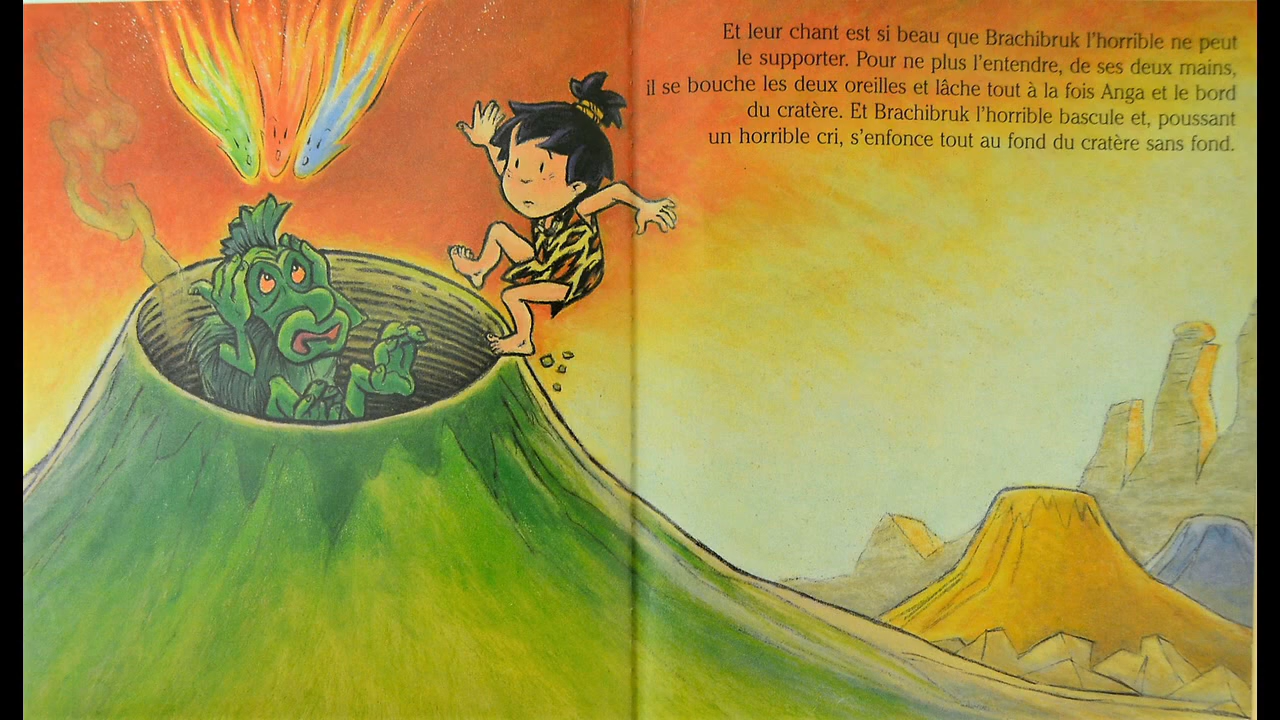 Et leur chant est si beau que Brachibruk l'horrible ne peut
le supporter. Pour ne plus l'entendre, de ses deux mains,
il se bouche les deux oreilles et lâche tout à la fois Anga et le bord
du cratère. Et Brachibruk l'horrible bascule et, poussant
un horrible cri, s'enfonce tout au fond du cratère sans fond.